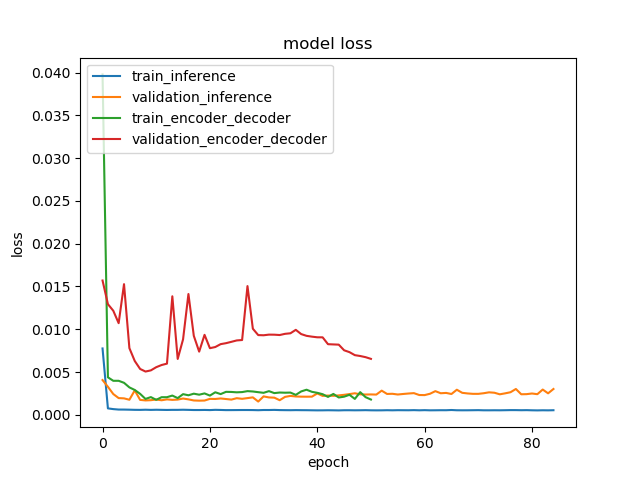 model loss
train_inference
validation_inference
train_encoder_decoder
validation_encoder_decoder
0.040
0.035
0.030
0.025
0.020
0.015
0.010
0.005
0.000
loss
0 20 40 60 80
epoch